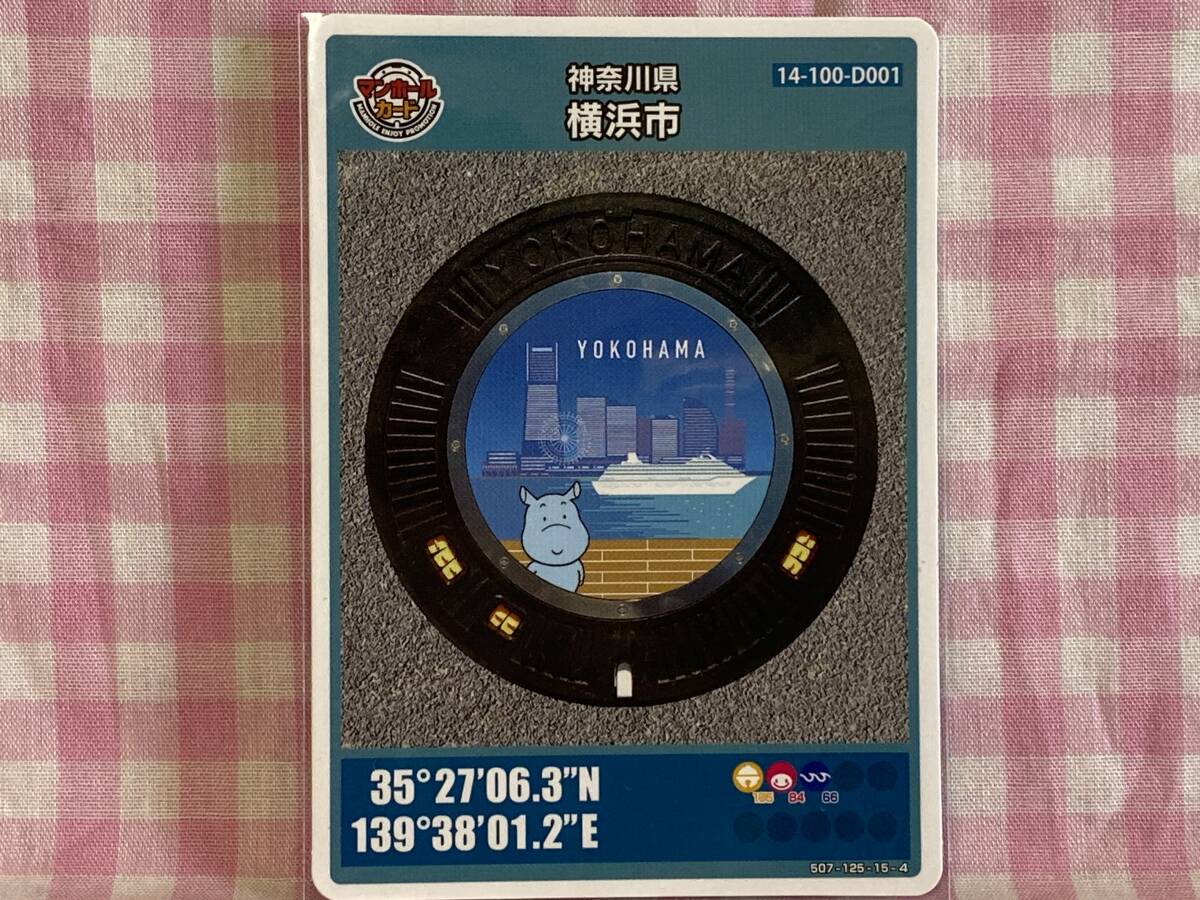 マンホール
カード
MANHOLE ENJOY PROMOTION
神奈川県
横浜市
14-100-D001
YOKOHAMA
YOKOHAMA
35°27’06.3”N
139°38’01.2”E
105 84 66
507-125-15-4